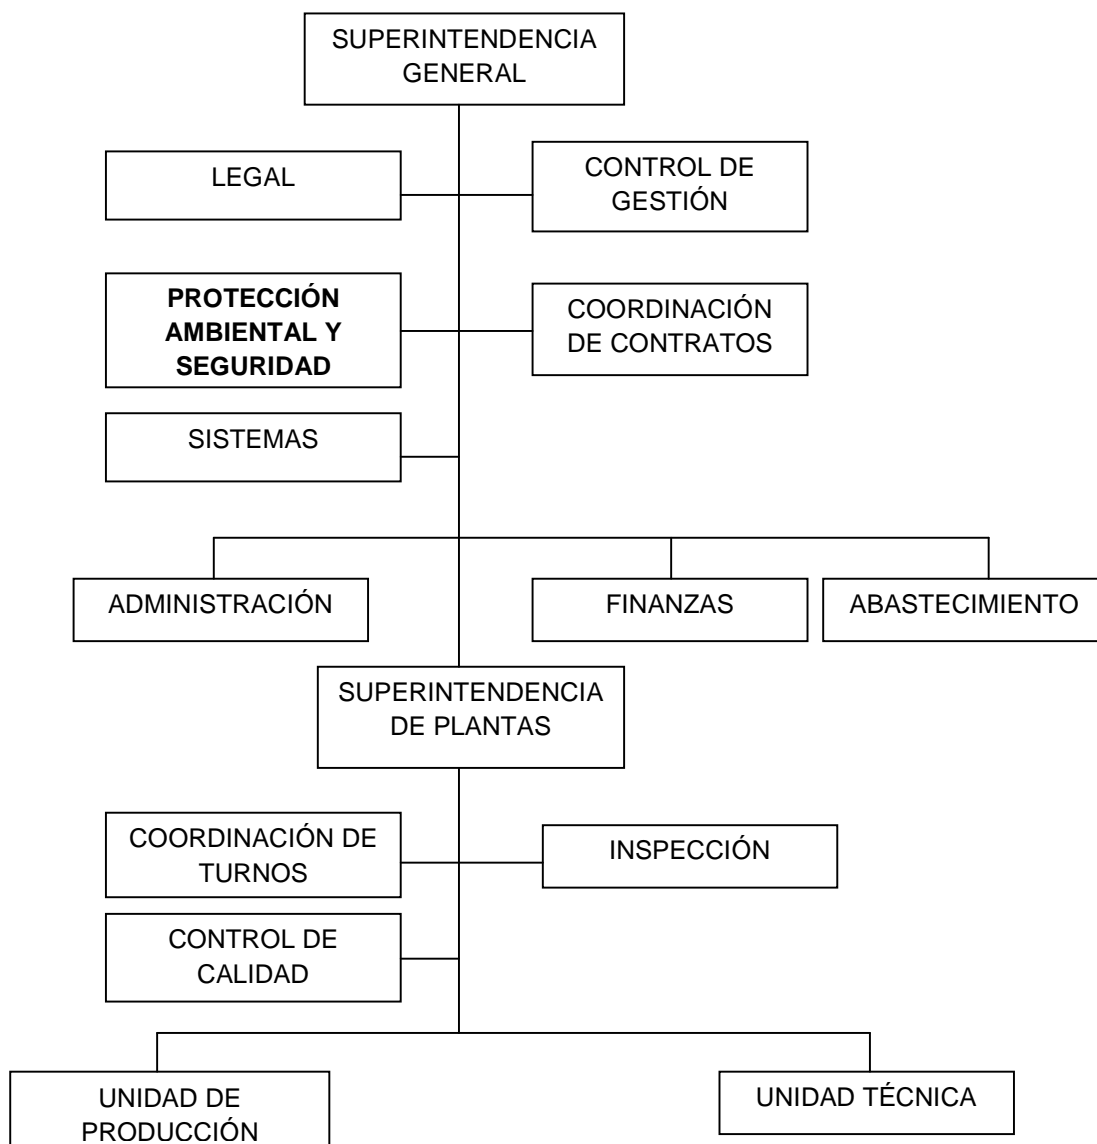 SUPERINTENDENCIA
GENERAL
LEGAL
CONTROL DE
GESTIÓN
PROTECCIÓN
AMBIENTAL Y
SEGURIDAD
COORDINACIÓN
DE CONTRATOS
SISTEMAS
ADMINISTRACIÓN
FINANZAS
ABASTECIMIENTO
SUPERINTENDENCIA
DE PLANTAS
COORDINACIÓN DE
TURNOS
INSPECCIÓN
CONTROL DE
CALIDAD
UNIDAD DE
PRODUCCIÓN
UNIDAD TÉCNICA